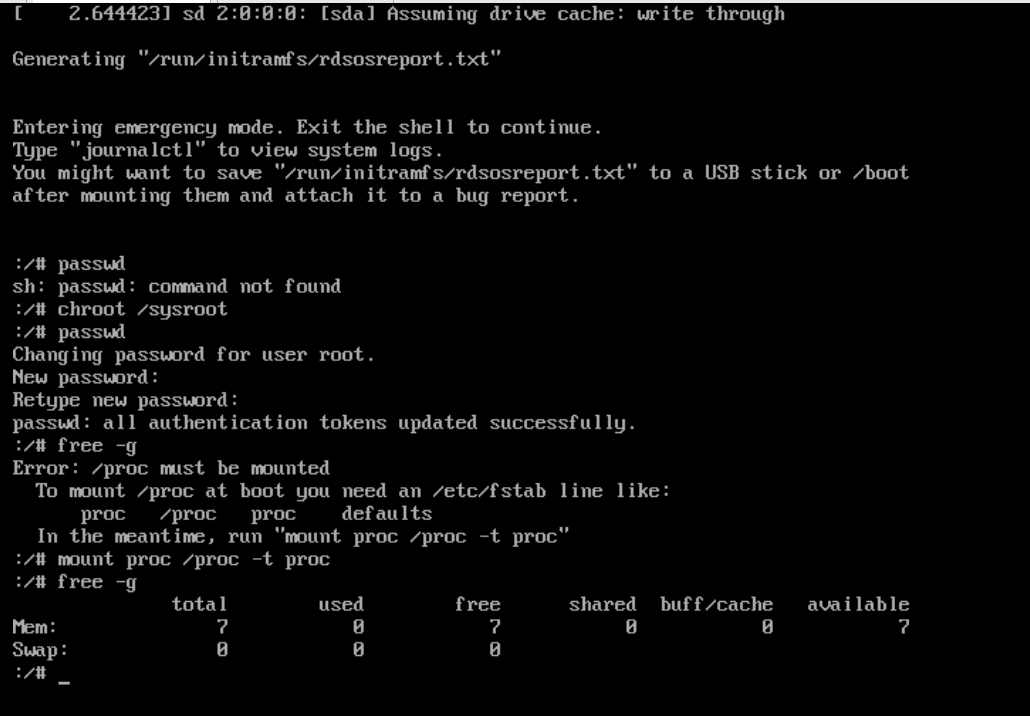 [    2.644423] sd 2:0:0:0: [sda] Assuming drive cache: write through
Generating "/run/initramfs/rdsosreport.txt"
Entering emergency mode. Exit the shell to continue.
Type "journalctl" to view system logs.
You might want to save "/run/initramfs/rdsosreport.txt" to a USB stick or /boot
after mounting them and attach it to a bug report.
:/# passwd
sh: passwd: command not found
:/# chroot /sysroot
:/# passwd
Changing password for user root.
New password:
Retype new password:
passwd: all authentication tokens updated successfully.
:/# free -g
Error: /proc must be mounted
  To mount /proc at boot you need an /etc/fstab line like:
      proc   /proc   proc    defaults
  In the meantime, run "mount proc /proc -t proc"
:/# mount proc /proc -t proc
:/# free -g
              total        used        free      shared  buff/cache   available
Mem:              7           0           7           0           0           7
Swap:             0           0           0
:/# _